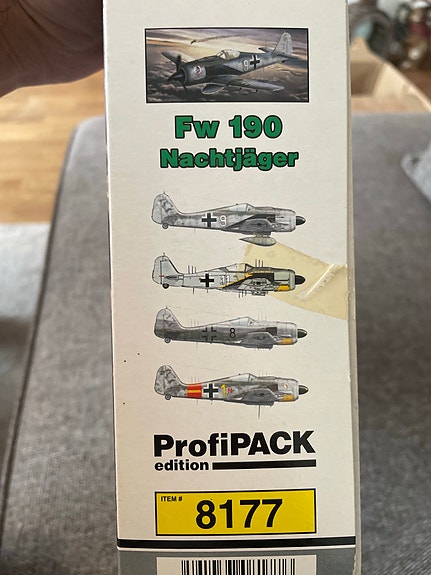 Fw 190
Nachtjäger
ProfiPACK
edition
ITEM #
8177